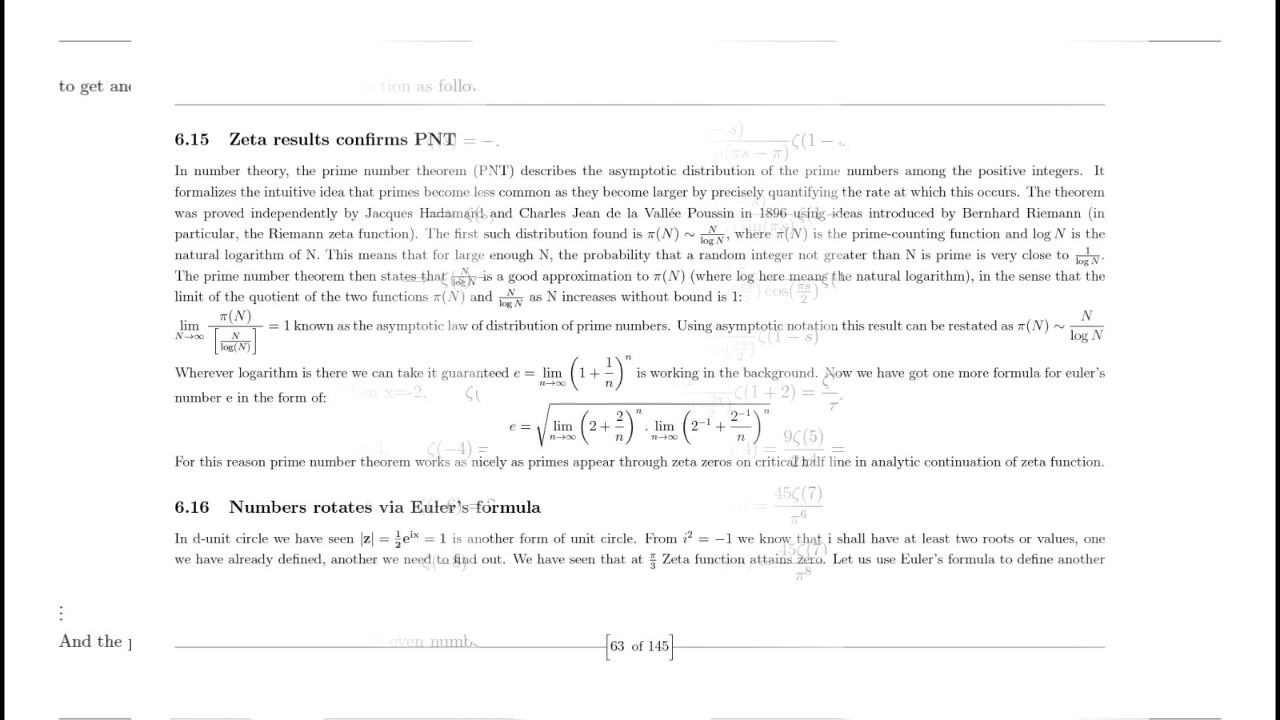 to get
6.15 Zeta results confirms PNT
In number theory, the prime number theorem (PNT) describes the asymptotic distribution of the prime numbers among the positive integers. It
formalizes the intuitive idea that primes become less common as they become larger by precisely quantifying the rate at which this occurs. The theorem
was proved independently by Jacques Hadamard and Charles Jean de la Vallée Poussin in 1896 using ideas introduced by Bernhard Riemann (in
particular, the Riemann zeta function). The first such distribution found is π(N) ∼ N/log N, where π(N) is the prime-counting function and log N is the
natural logarithm of N. This means that for large enough N, the probability that a random integer not greater than N is prime is very close to 1/log N.
The prime number theorem then states that N/log N is a good approximation to π(N) (where log here means the natural logarithm), in the sense that the
limit of the quotient of the two functions π(N) and N/log N as N increases without bound is 1:
lim N→∞ π(N)/[N/log(N)] = 1 known as the asymptotic law of distribution of prime numbers. Using asymptotic notation this result can be restated as π(N) ∼ N/log N
Wherever logarithm is there we can take it guaranteed e = lim n→∞ (1 + 1/n)^n is working in the background. Now we have got one more formula for euler's
number e in the form of:
e = √(lim n→∞ (2 + 2/n)^n . lim n→∞ (2^−1 + 2^−1/n)^n)
For this reason prime number theorem works as nicely as primes appear through zeta zeros on critical half line in analytic continuation of zeta function.
6.16 Numbers rotates via Euler's formula
In d-unit circle we have seen |z| = 1/2 e^ix = 1 is another form of unit circle. From i² = −1 we know that i shall have at least two roots or values, one
we have already defined, another we need to find out. We have seen that at π/3 Zeta function attains zero. Let us use Euler's formula to define another
⋮
And the
even
[63 of 145]